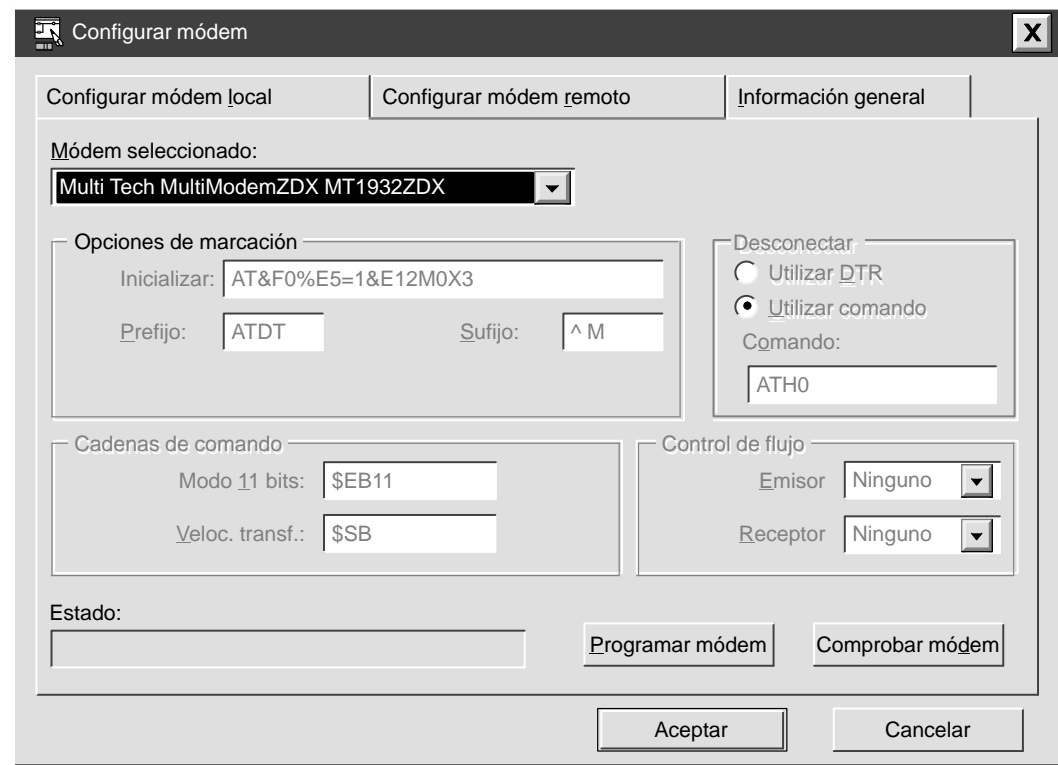 Configurar módem
X
Configurar módem local
Configurar módem remoto
Información general
Módem seleccionado:
Multi Tech MultiModemZDX MT1932ZDX
Opciones de marcación
Inicializar: AT&F0%E5=1&E12M0X3
Prefijo: ATDT
Sufijo: ^ M
Desconectar
Utilizar DTR
Utilizar comando
Comando:
ATH0
Cadenas de comando
Modo 11 bits: $EB11
Veloc. transf.: $SB
Control de flujo
Emisor Ninguno
Receptor Ninguno
Estado:
Programar módem
Comprobar módem
Aceptar
Cancelar